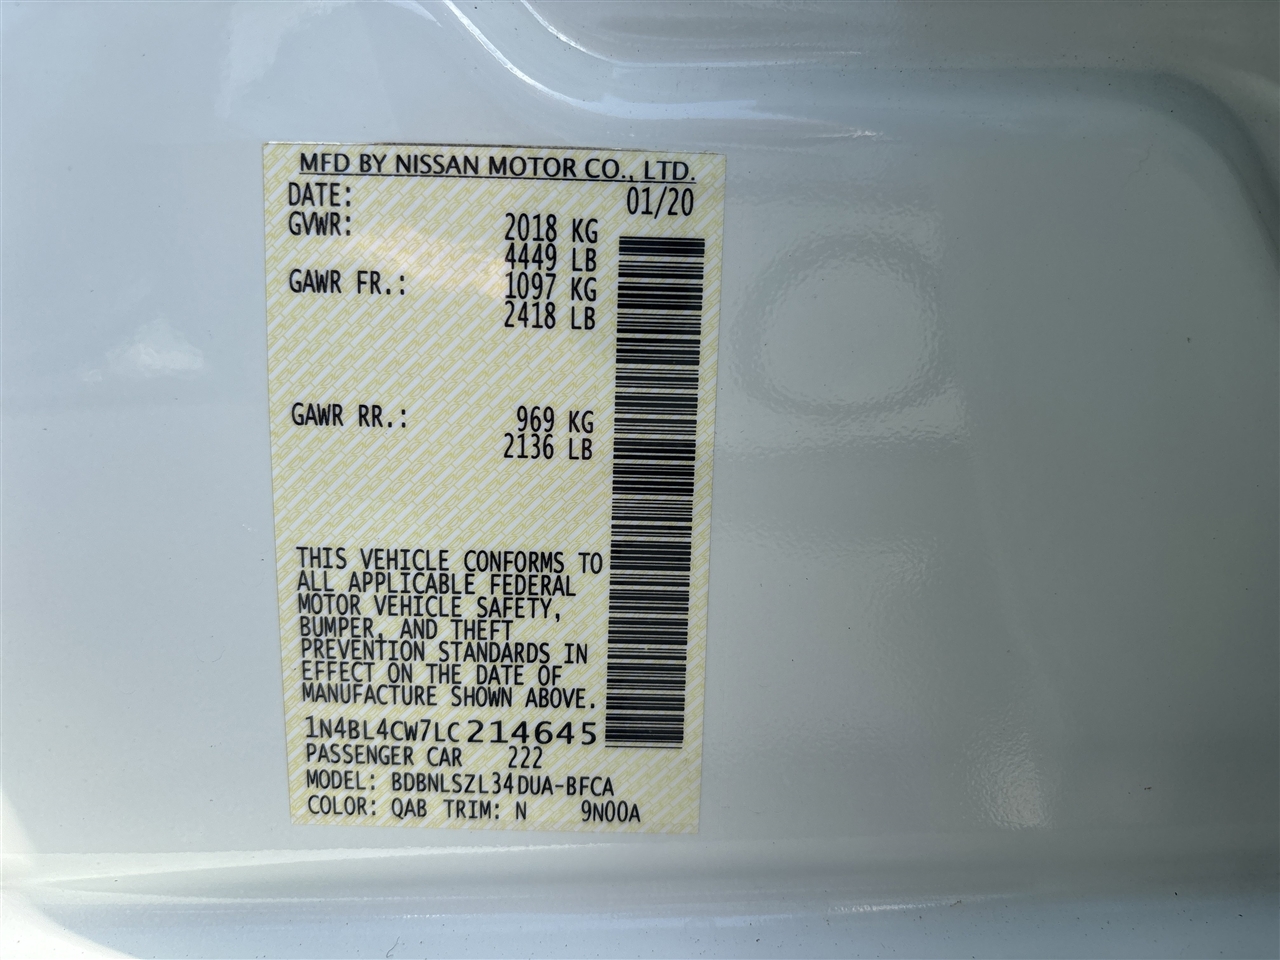 MFD BY NISSAN MOTOR CO., LTD.
DATE: 01/20
GVWR: 2018 KG
4449 LB
GAWR FR.: 1097 KG
2418 LB
GAWR RR.: 969 KG
2136 LB
THIS VEHICLE CONFORMS TO
ALL APPLICABLE FEDERAL
MOTOR VEHICLE SAFETY,
BUMPER, AND THEFT
PREVENTION STANDARDS IN
EFFECT ON THE DATE OF
MANUFACTURE SHOWN ABOVE.
1N4BL4CW7LC214645
PASSENGER CAR 222
MODEL: BDBNLSZL34DUA-BFCA
COLOR: QAB TRIM: N 9N00A